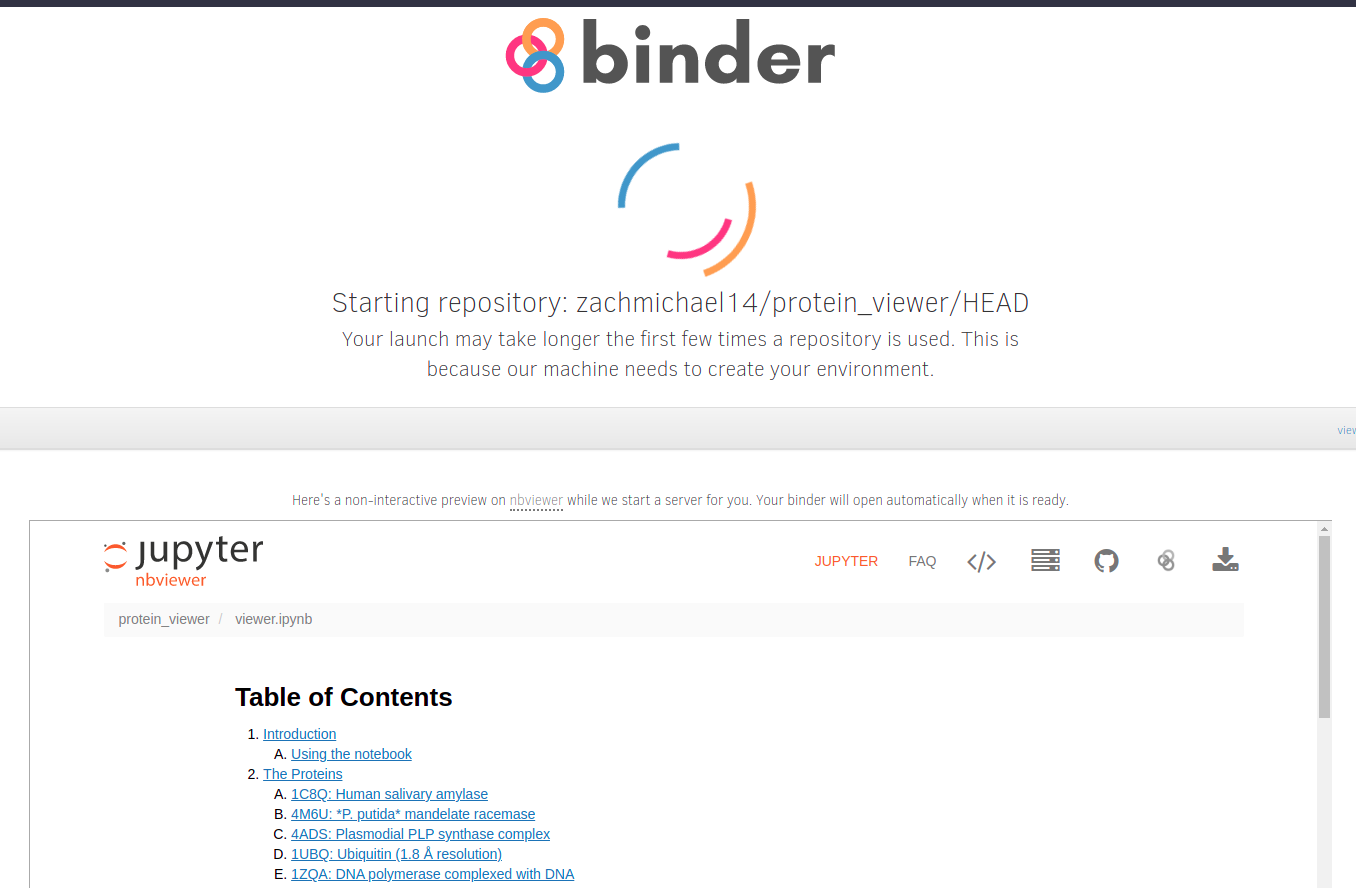 binder
Starting repository: zachmichael14/protein_viewer/HEAD
Your launch may take longer the first few times a repository is used. This is
because our machine needs to create your environment.
view
Here's a non-interactive preview on nbviewer while we start a server for you. Your binder will open automatically when it is ready.
jupyter
nbviewer
JUPYTER FAQ </>
protein_viewer / viewer.ipynb
Table of Contents
1. Introduction
A. Using the notebook
2. The Proteins
A. 1C8Q: Human salivary amylase
B. 4M6U: *P. putida* mandelate racemase
C. 4ADS: Plasmodial PLP synthase complex
D. 1UBQ: Ubiquitin (1.8 Å resolution)
E. 1ZQA: DNA polymerase complexed with DNA